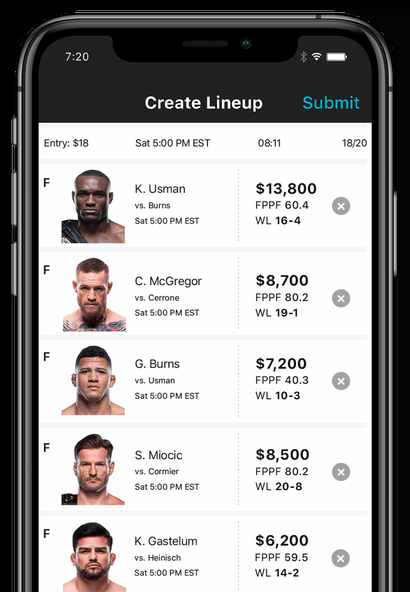 7:20
Create Lineup Submit
Entry: $18 Sat 5:00 PM EST 08:11 18/20
F
K. Usman
vs. Burns
Sat 5:00 PM EST
$13,800
FPPF 60.4
WL 16-4
F
C. McGregor
vs. Cerrone
Sat 5:00 PM EST
$8,700
FPPF 80.2
WL 19-1
F
G. Burns
vs. Usman
Sat 5:00 PM EST
$7,200
FPPF 40.3
WL 10-3
F
S. Miocic
vs. Cormier
Sat 5:00 PM EST
$8,500
FPPF 80.2
WL 20-8
F
K. Gastelum
vs. Heinisch
Sat 5:00 PM EST
$6,200
FPPF 59.5
WL 14-2